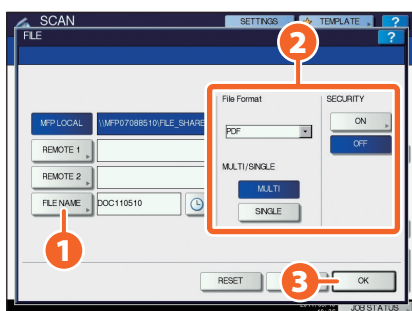 SCAN
SETTINGS
TEMPLATE
?
FILE
?
2
File Format
SECURITY
MFP LOCAL
\\MFP07088510\FILE_SHARE
PDF
ON
OFF
REMOTE 1
MULTI/SINGLE
REMOTE 2
MULTI
FILE NAME
DOC110510
SINGLE
1
RESET
3
OK
JOB STATUS